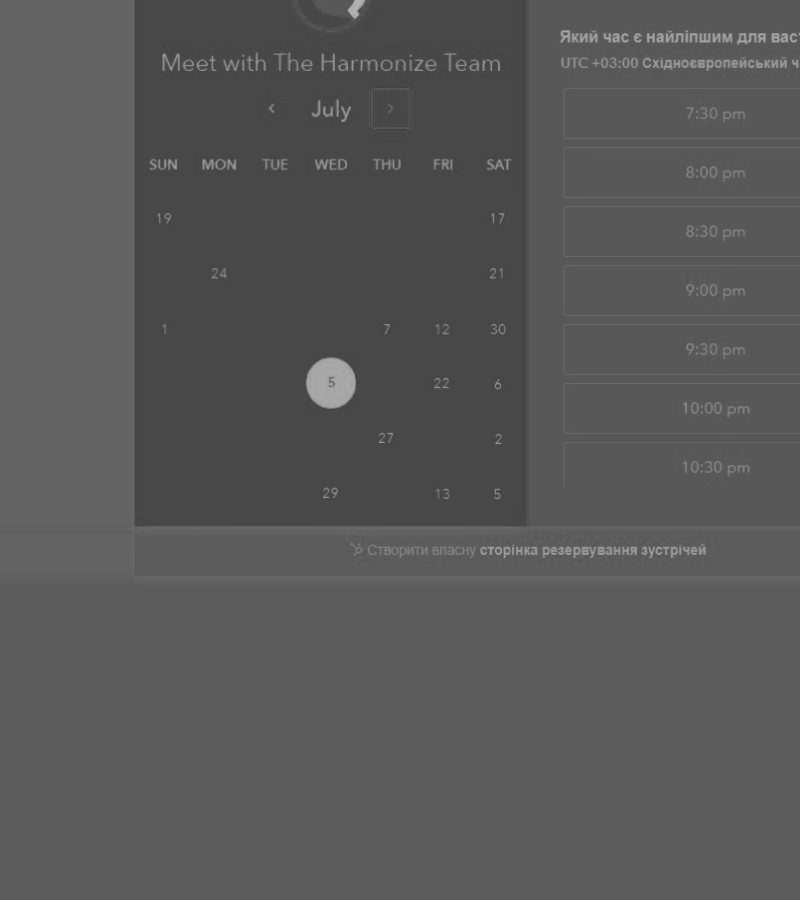 Meet with The Harmonize Team
July
SUN MON TUE WED THU FRI SAT
19 17
24 21
1 7 12 30
5 22 6
27 2
29 13 5
Який час є найліпшим для вас
UTC +03:00 Східноєвропейський ч
7:30 pm
8:00 pm
8:30 pm
9:00 pm
9:30 pm
10:00 pm
10:30 pm
Створити власну сторінка резервування зустрічей